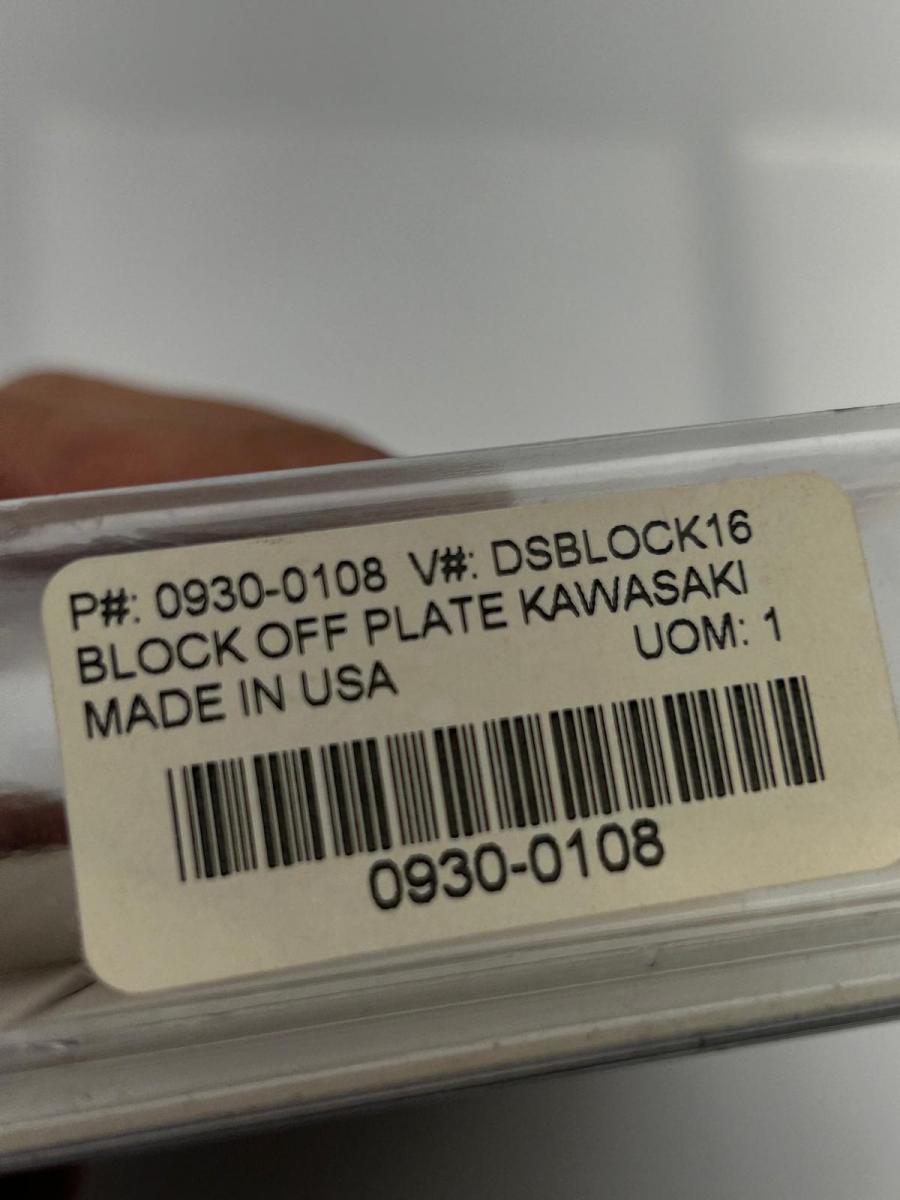 P#: 0930-0108 V#: DSBLOCK16
BLOCK OFF PLATE KAWASAKI
MADE IN USA UOM: 1
0930-0108